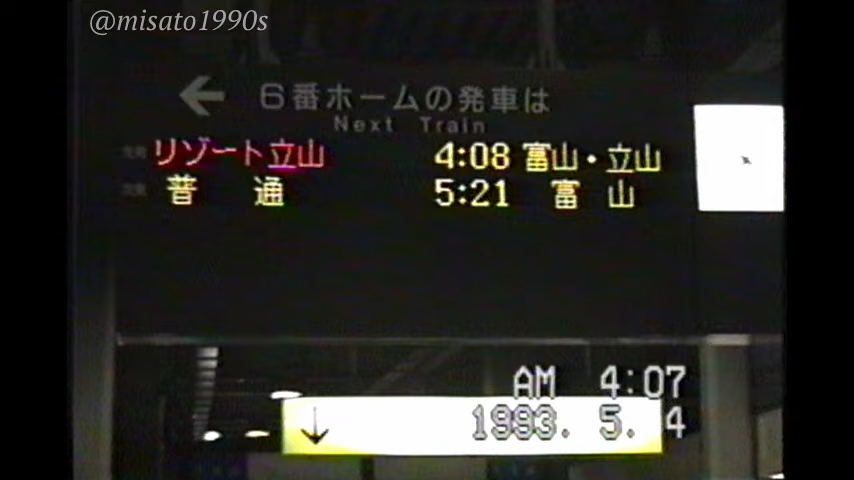 @misato1990s
← 6番ホームの発車は
Next Train
リゾート立山 4:08 富山・立山
普通 5:21 富山
↓
AM 4:07
1993. 5. 4